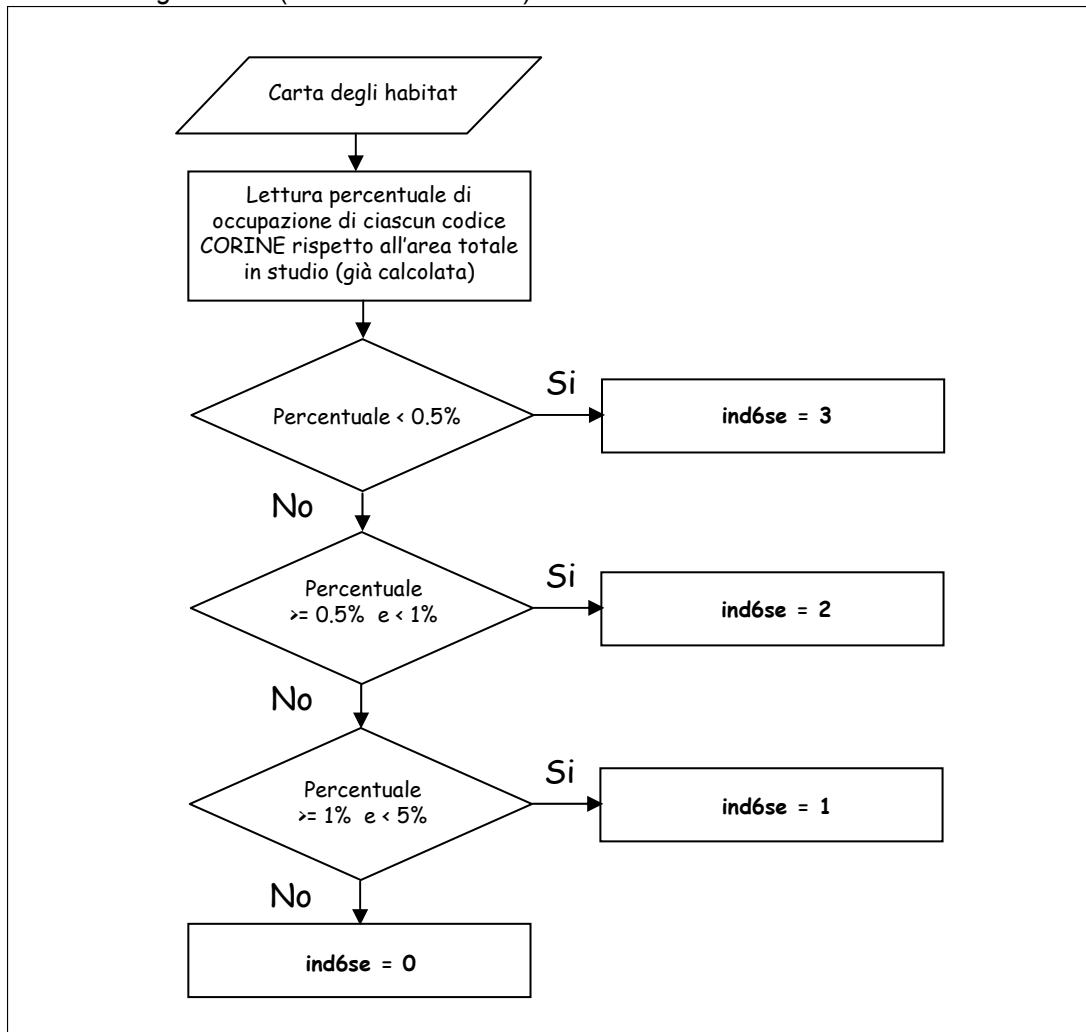 Carta degli habitat
Lettura percentuale di
occupazione di ciascun codice
CORINE rispetto all'area totale
in studio (già calcolata)
Percentuale < 0.5%
Si
ind6se = 3
No
Percentuale
>= 0.5% e < 1%
Si
ind6se = 2
No
Percentuale
>= 1% e < 5%
Si
ind6se = 1
No
ind6se = 0